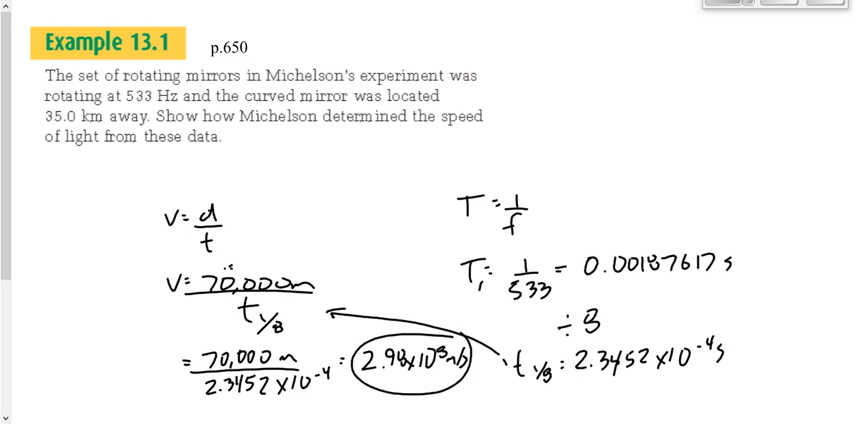 Example 13.1 p.650
The set of rotating mirrors in Michelson's experiment was
rotating at 533 Hz and the curved mirror was located
35.0 km away. Show how Michelson determined the speed
of light from these data.
V = d/t
T = 1/f
V = 70,000m / t 1/8
T₁ = 1/533 = 0.00187617 s
÷ 8
= 70,000 m / 2.3452 × 10⁻⁴ = 2.98 × 10⁸ m/s
t 1/8 = 2.3452 × 10⁻⁴ s